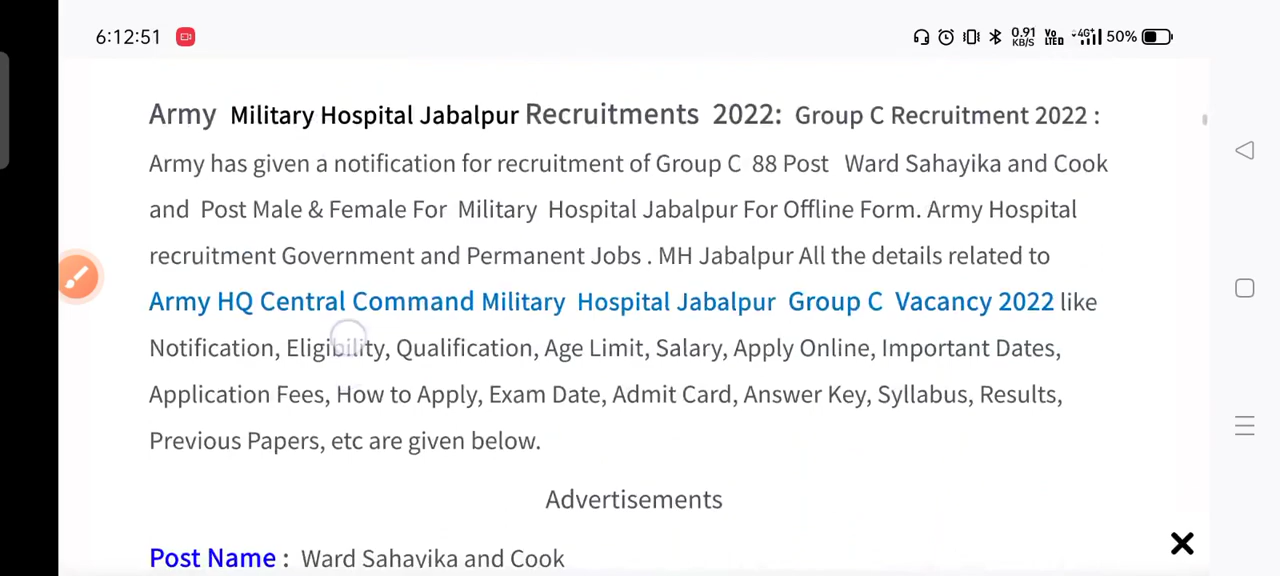 6:12:51 0.91 KB/S Vo LTED 4G+ 50%
Army Military Hospital Jabalpur Recruitments 2022: Group C Recruitment 2022 :
Army has given a notification for recruitment of Group C 88 Post Ward Sahayika and Cook
and Post Male & Female For Military Hospital Jabalpur For Offline Form. Army Hospital
recruitment Government and Permanent Jobs . MH Jabalpur All the details related to
Army HQ Central Command Military Hospital Jabalpur Group C Vacancy 2022 like
Notification, Eligibility, Qualification, Age Limit, Salary, Apply Online, Important Dates,
Application Fees, How to Apply, Exam Date, Admit Card, Answer Key, Syllabus, Results,
Previous Papers, etc are given below.
Advertisements
Post Name : Ward Sahayika and Cook